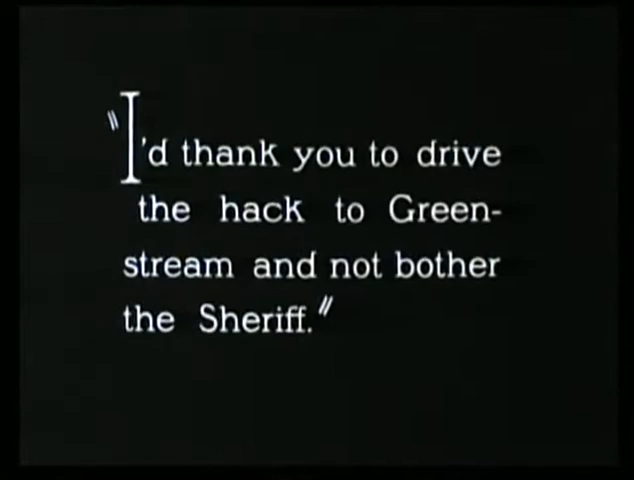 "I'd thank you to drive
the hack to Green-
stream and not bother
the Sheriff."